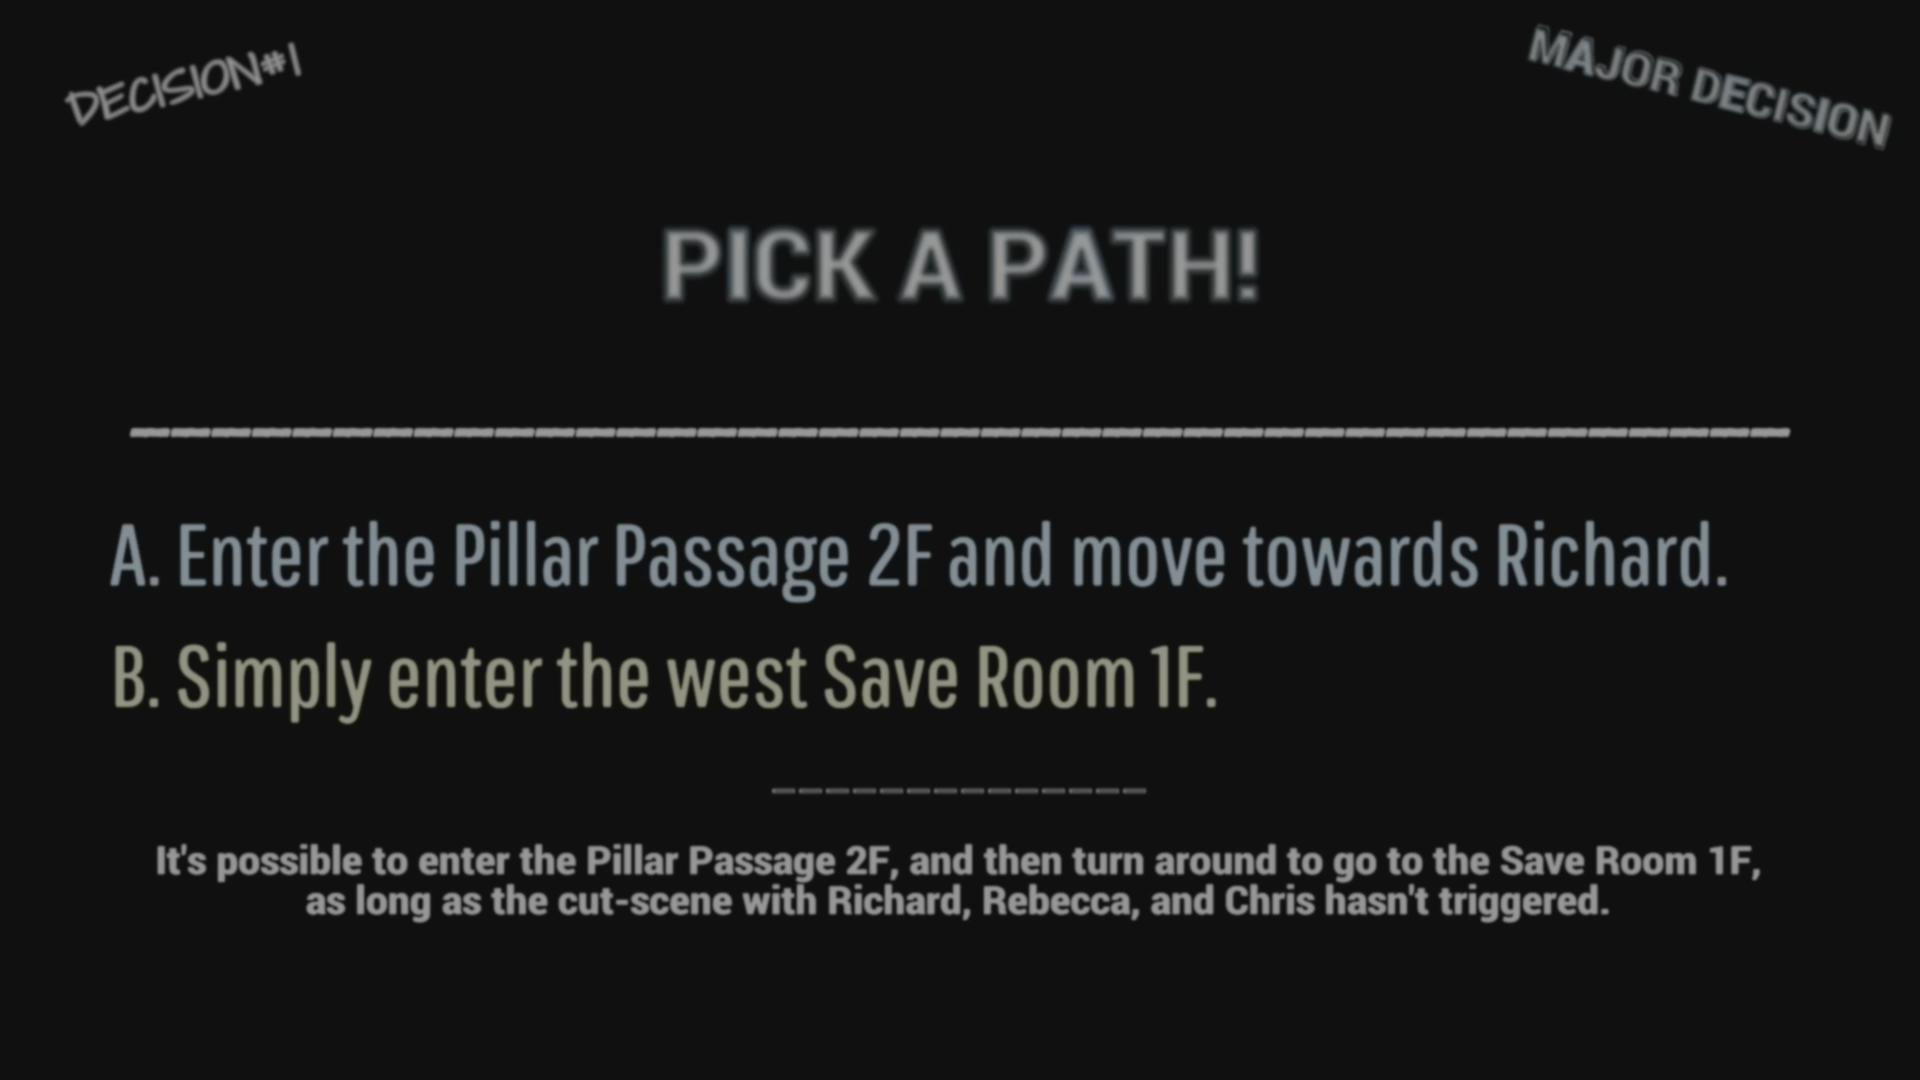 DECISION#1
MAJOR DECISION
PICK A PATH!
A. Enter the Pillar Passage 2F and move towards Richard.
B. Simply enter the west Save Room 1F.
It's possible to enter the Pillar Passage 2F, and then turn around to go to the Save Room 1F,
as long as the cut-scene with Richard, Rebecca, and Chris hasn't triggered.